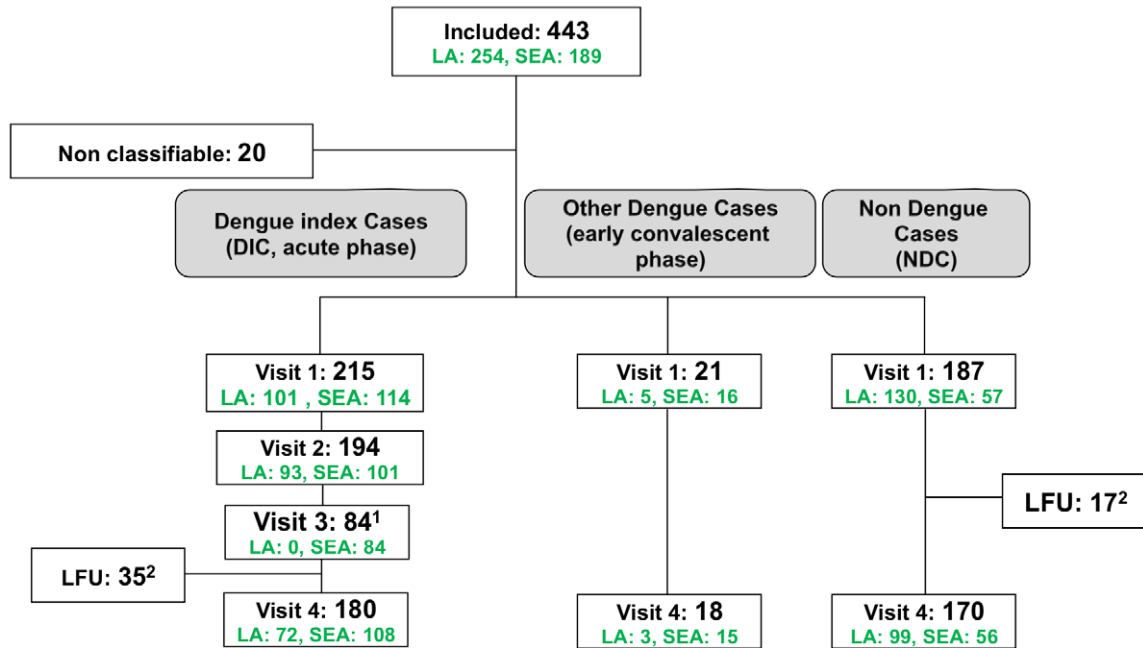 Included: 443
LA: 254, SEA: 189
Non classifiable: 20
Dengue index Cases
(DIC, acute phase)
Other Dengue Cases
(early convalescent
phase)
Non Dengue
Cases
(NDC)
Visit 1: 215
LA: 101 , SEA: 114
Visit 1: 21
LA: 5, SEA: 16
Visit 1: 187
LA: 130, SEA: 57
Visit 2: 194
LA: 93, SEA: 101
Visit 3: 84¹
LA: 0, SEA: 84
LFU: 17²
LFU: 35²
Visit 4: 180
LA: 72, SEA: 108
Visit 4: 18
LA: 3, SEA: 15
Visit 4: 170
LA: 99, SEA: 56